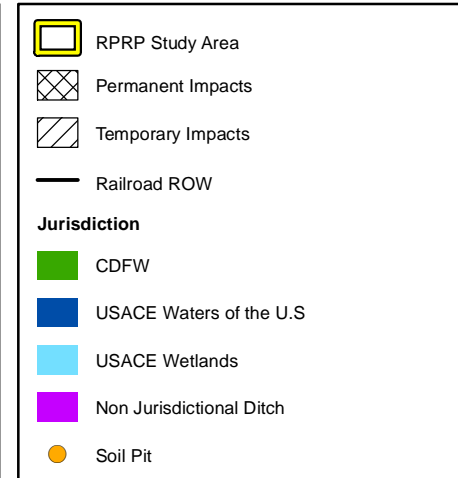 RPRP Study Area
Permanent Impacts
Temporary Impacts
Railroad ROW
Jurisdiction
CDFW
USACE Waters of the U.S
USACE Wetlands
Non Jurisdictional Ditch
Soil Pit